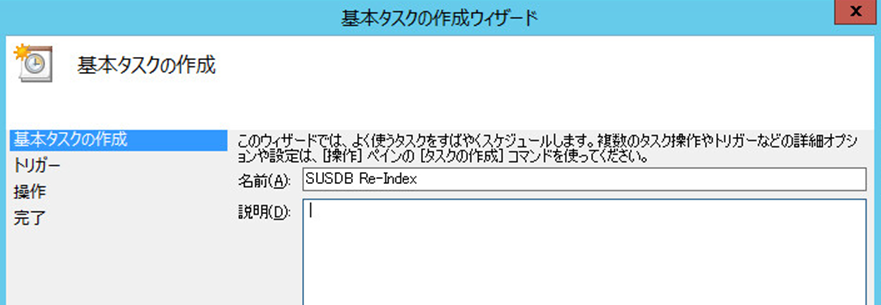 基本タスクの作成ウィザード
x
基本タスクの作成
基本タスクの作成
トリガー
操作
完了
このウィザードでは、よく使うタスクをすばやくスケジュールします。複数のタスク操作やトリガーなどの詳細オプシ
ョンや設定は、[操作] ペインの [タスクの作成] コマンドを使ってください。
名前(A): SUSDB Re-Index
説明(D):